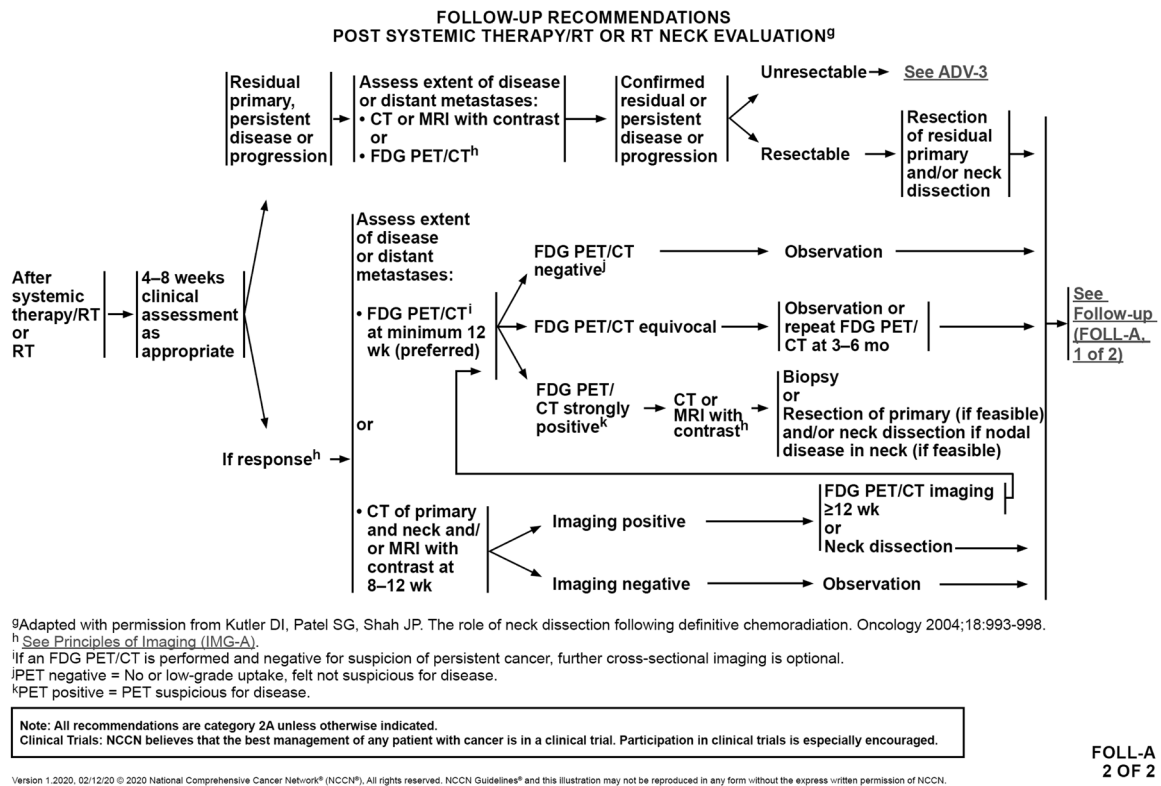 FOLLOW-UP RECOMMENDATIONS
POST SYSTEMIC THERAPY/RT OR RT NECK EVALUATIONg
After
systemic
therapy/RT
or
RT
4–8 weeks
clinical
assessment
as
appropriate
Residual
primary,
persistent
disease or
progression
Assess extent of disease
or distant metastases:
• CT or MRI with contrast
or
• FDG PET/CTh
Confirmed
residual or
persistent
disease or
progression
Unresectable
See ADV-3
Resectable
Resection
of residual
primary
and/or neck
dissection
If responseh
Assess extent
of disease
or distant
metastases:
• FDG PET/CTi
at minimum 12
wk (preferred)
or
• CT of primary
and neck and/
or MRI with
contrast at
8–12 wk
FDG PET/CT
negativej
Observation
FDG PET/CT equivocal
Observation or
repeat FDG PET/
CT at 3–6 mo
FDG PET/
CT strongly
positivek
CT or
MRI with
contrasth
Biopsy
or
Resection of primary (if feasible)
and/or neck dissection if nodal
disease in neck (if feasible)
Imaging positive
FDG PET/CT imaging
≥12 wk
or
Neck dissection
Imaging negative
Observation
See
Follow-up
(FOLL-A,
1 of 2)
gAdapted with permission from Kutler DI, Patel SG, Shah JP. The role of neck dissection following definitive chemoradiation. Oncology 2004;18:993-998.
h See Principles of Imaging (IMG-A).
iIf an FDG PET/CT is performed and negative for suspicion of persistent cancer, further cross-sectional imaging is optional.
jPET negative = No or low-grade uptake, felt not suspicious for disease.
kPET positive = PET suspicious for disease.
Note: All recommendations are category 2A unless otherwise indicated.
Clinical Trials: NCCN believes that the best management of any patient with cancer is in a clinical trial. Participation in clinical trials is especially encouraged.
FOLL-A
2 OF 2
Version 1.2020, 02/12/20 © 2020 National Comprehensive Cancer Network® (NCCN®), All rights reserved. NCCN Guidelines® and this illustration may not be reproduced in any form without the express written permission of NCCN.